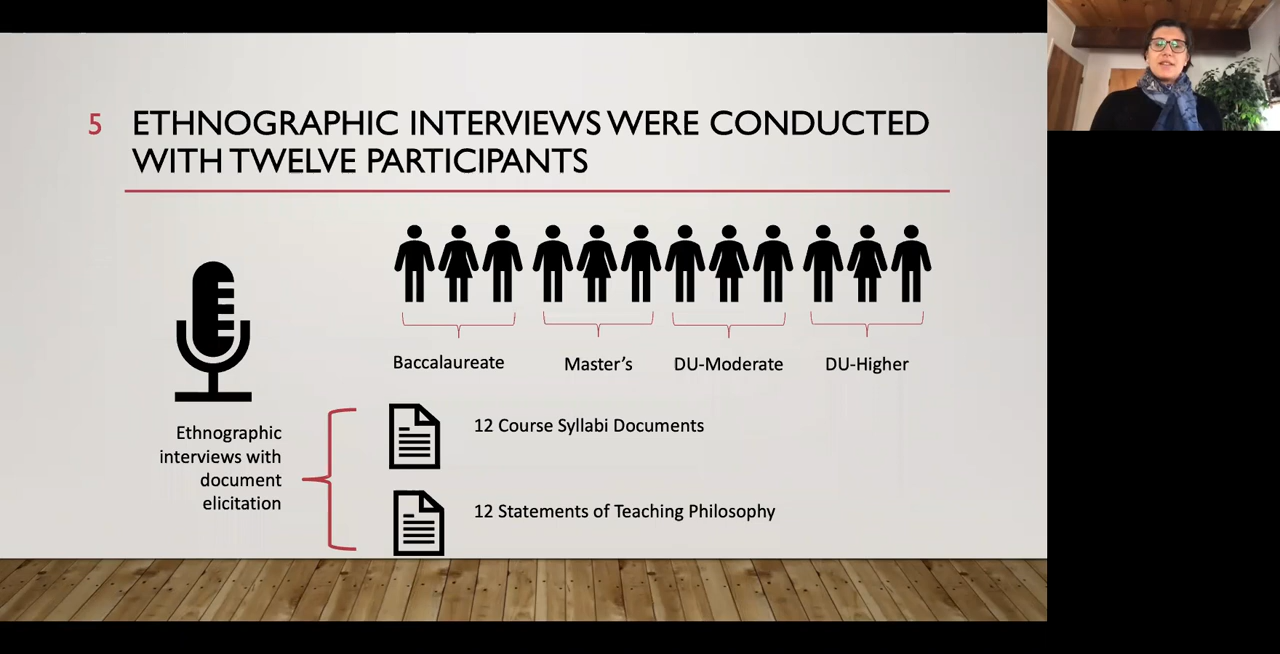 5 ETHNOGRAPHIC INTERVIEWS WERE CONDUCTED
WITH TWELVE PARTICIPANTS
Baccalaureate Master's DU-Moderate DU-Higher
Ethnographic
interviews with
document
elicitation
12 Course Syllabi Documents
12 Statements of Teaching Philosophy